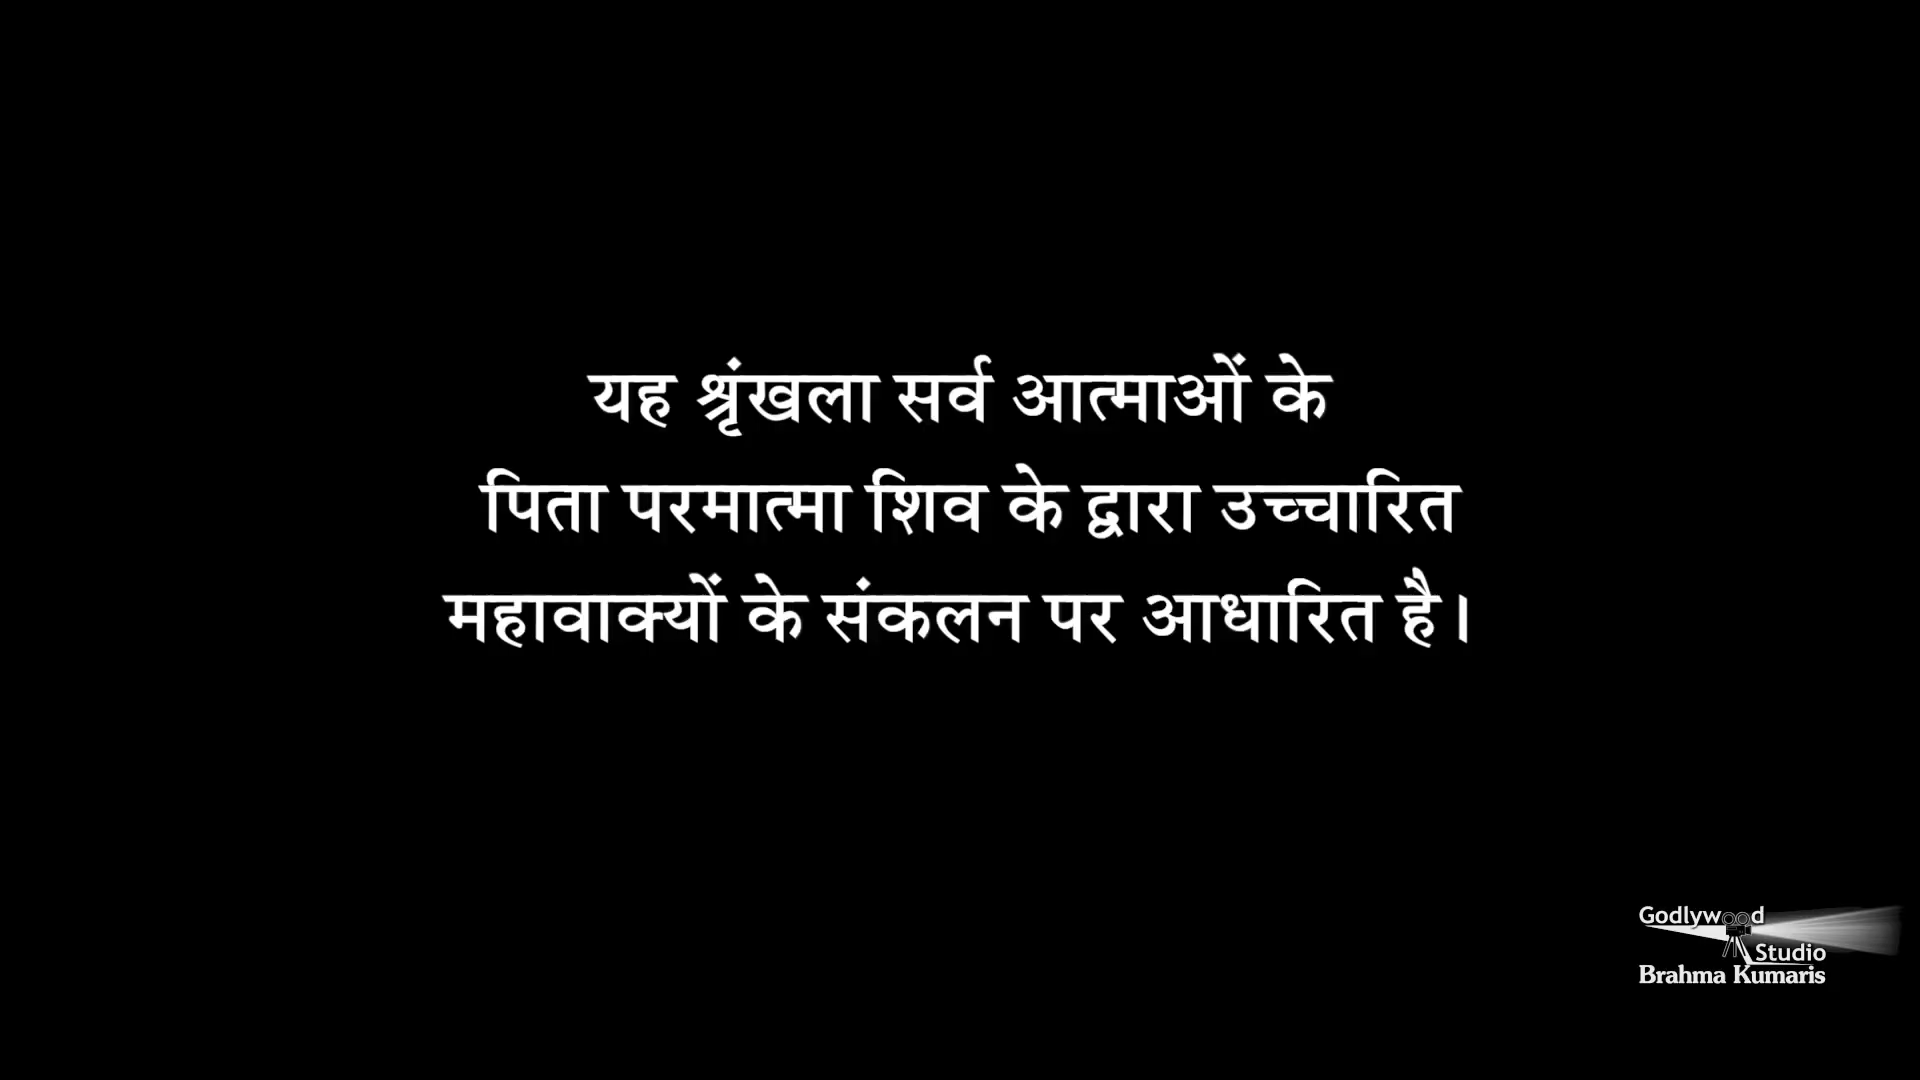 यह श्रृंखला सर्व आत्माओं के
पिता परमात्मा शिव के द्वारा उच्चारित
महावाक्यों के संकलन पर आधारित है।
Godlywood
Studio
Brahma Kumaris